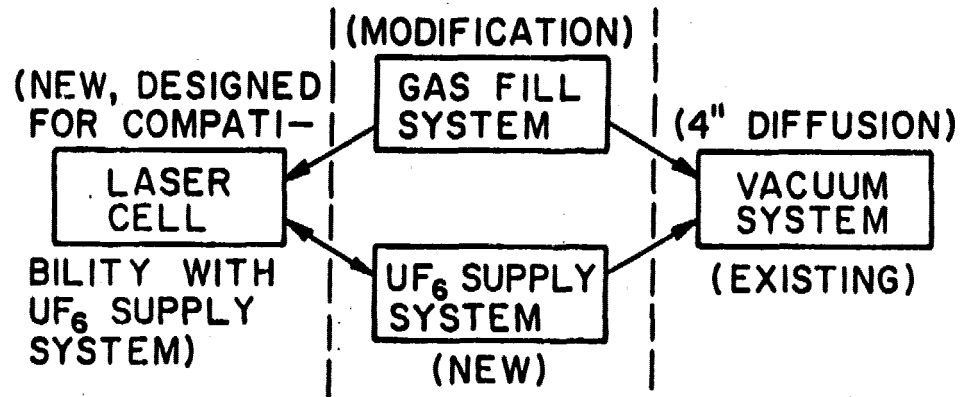 (NEW, DESIGNED
FOR COMPATI-
LASER
CELL
BILITY WITH
UF₆ SUPPLY
SYSTEM)
(MODIFICATION)
GAS FILL
SYSTEM
UF₆ SUPPLY
SYSTEM
(NEW)
(4" DIFFUSION)
VACUUM
SYSTEM
(EXISTING)